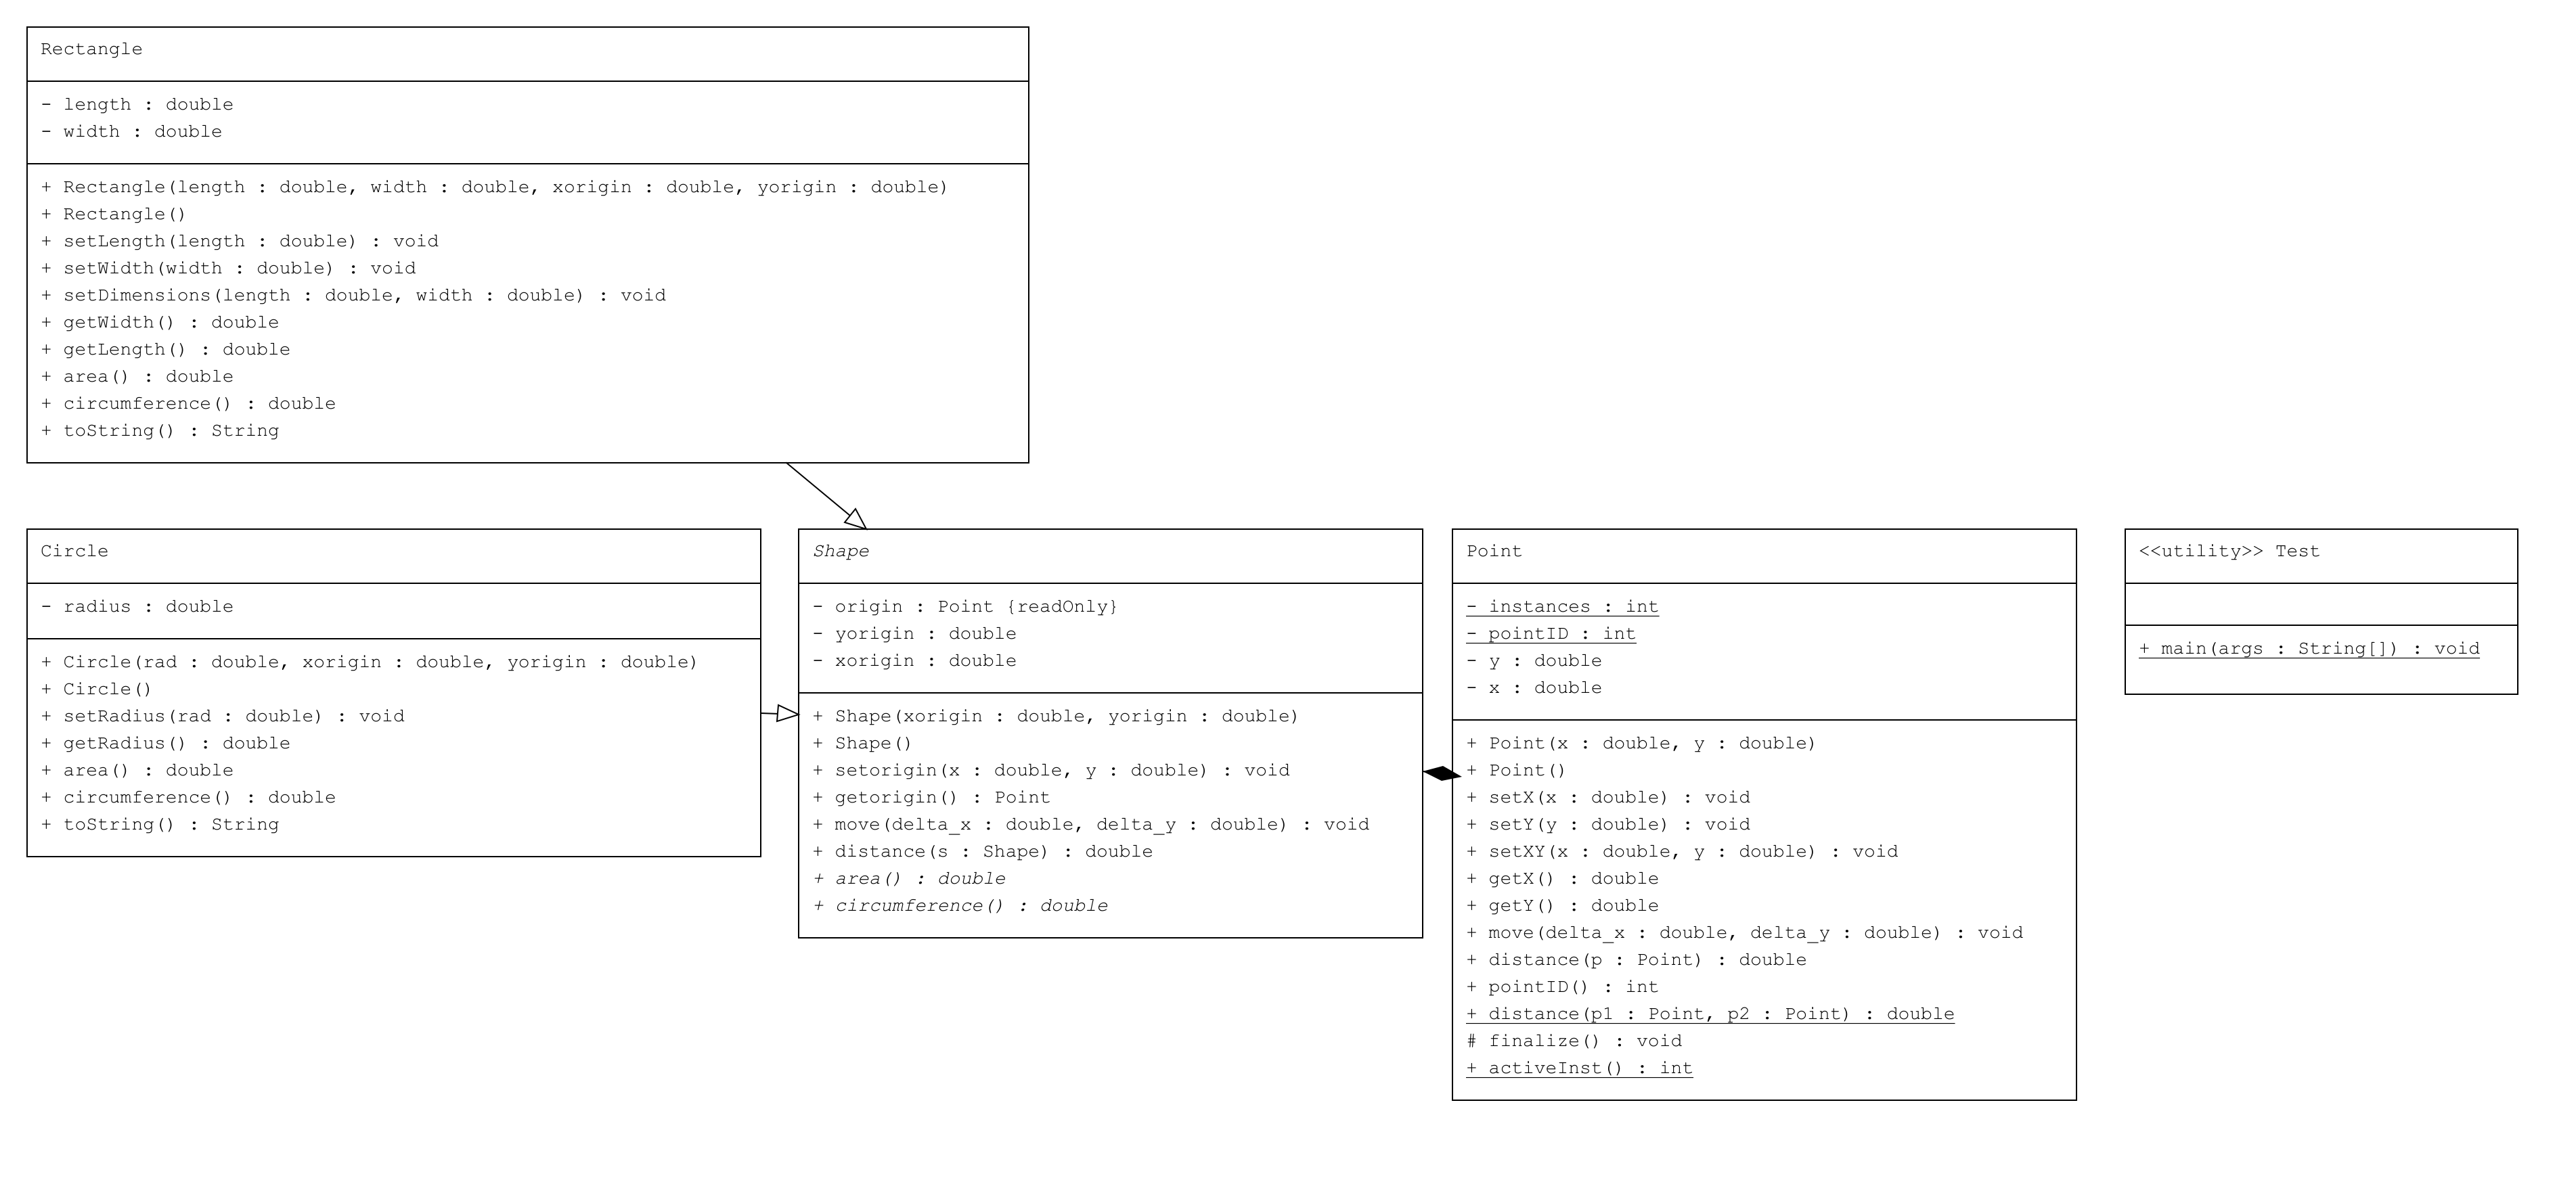 Rectangle
- length : double
- width : double
+ Rectangle(length : double, width : double, xorigin : double, yorigin : double)
+ Rectangle()
+ setLength(length : double) : void
+ setWidth(width : double) : void
+ setDimensions(length : double, width : double) : void
+ getWidth() : double
+ getLength() : double
+ area() : double
+ circumference() : double
+ toString() : String
Circle
- radius : double
+ Circle(rad : double, xorigin : double, yorigin : double)
+ Circle()
+ setRadius(rad : double) : void
+ getRadius() : double
+ area() : double
+ circumference() : double
+ toString() : String
Shape
- origin : Point {readOnly}
- yorigin : double
- xorigin : double
+ Shape(xorigin : double, yorigin : double)
+ Shape()
+ setorigin(x : double, y : double) : void
+ getorigin() : Point
+ move(delta_x : double, delta_y : double) : void
+ distance(s : Shape) : double
+ area() : double
+ circumference() : double
Point
- instances : int
- pointID : int
- y : double
- x : double
+ Point(x : double, y : double)
+ Point()
+ setX(x : double) : void
+ setY(y : double) : void
+ setXY(x : double, y : double) : void
+ getX() : double
+ getY() : double
+ move(delta_x : double, delta_y : double) : void
+ distance(p : Point) : double
+ pointID() : int
+ distance(p1 : Point, p2 : Point) : double
# finalize() : void
+ activeInst() : int
<<utility>> Test
+ main(args : String[]) : void